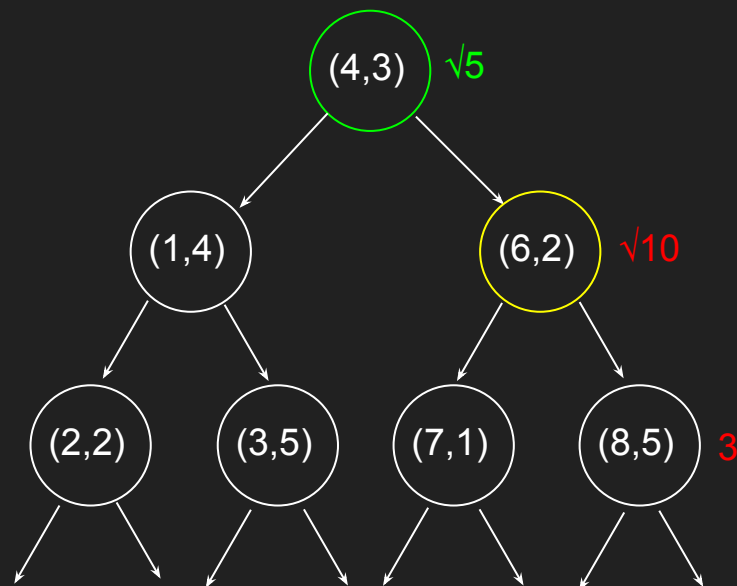 (4,3) √5
(1,4) (6,2) √10
(2,2) (3,5) (7,1) (8,5) 3